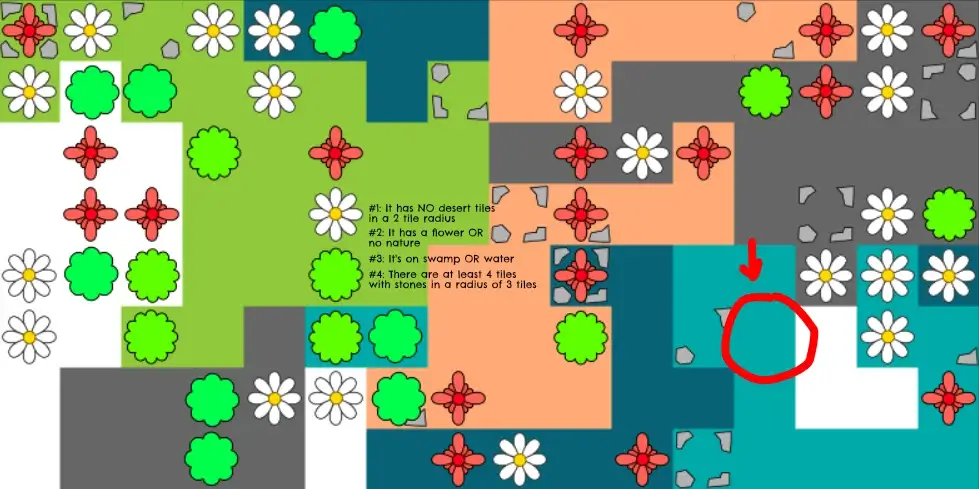 #1: It has NO desert tiles
in a 2 tile radius
#2: It has a flower OR
no nature
#3: It's on swamp OR water
#4: There are at least 4 tiles
with stones in a radius of 3 tiles